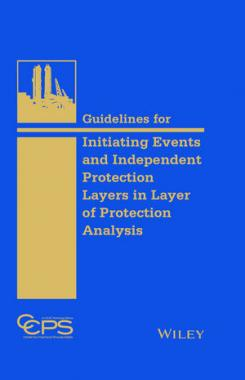 Guidelines for
Initiating Events
and Independent
Protection
Layers in Layer
of Protection
Analysis
CCPS
WILEY